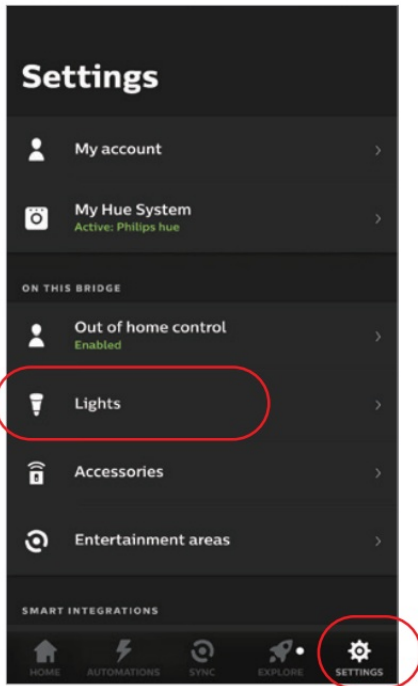 Settings
My account
My Hue System
Active: Philips hue
ON THIS BRIDGE
Out of home control
Enabled
Lights
Accessories
Entertainment areas
SMART INTEGRATIONS
HOME AUTOMATIONS SYNC EXPLORE SETTINGS